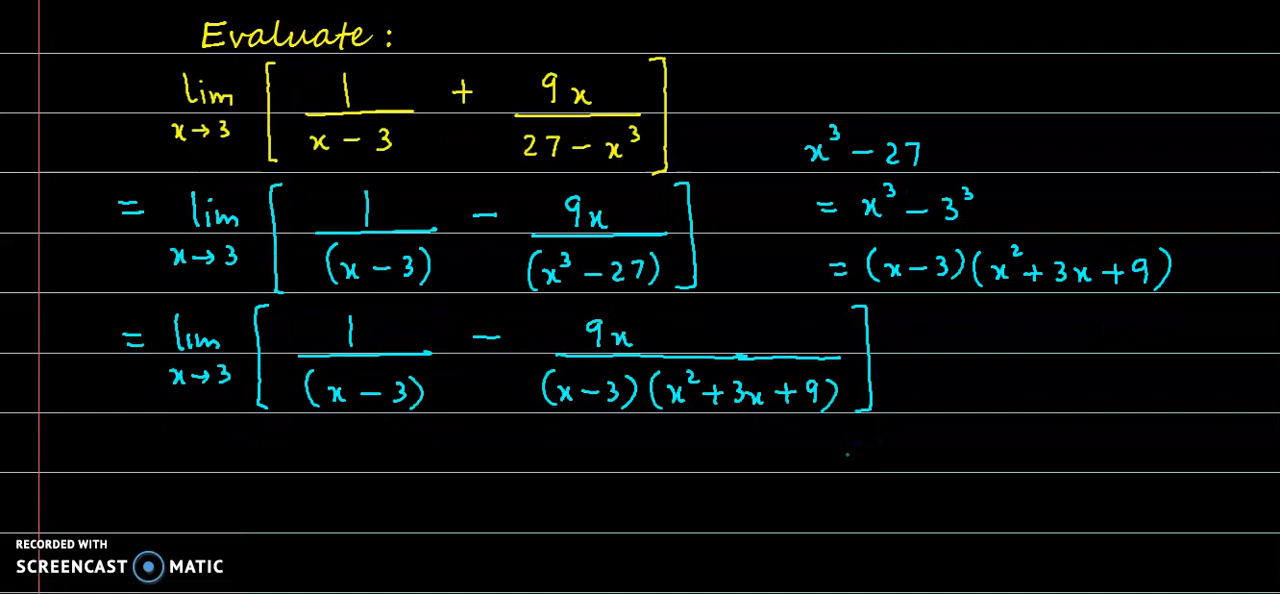 Evaluate :
lim x→3 [ 1/(x − 3) + 9x/(27 − x³) ]
= lim x→3 [ 1/(x − 3) − 9x/(x³ − 27) ]
= lim x→3 [ 1/(x − 3) − 9x/((x − 3)(x² + 3x + 9)) ]
x³ − 27
= x³ − 3³
= (x − 3)(x² + 3x + 9)
RECORDED WITH
SCREENCAST MATIC